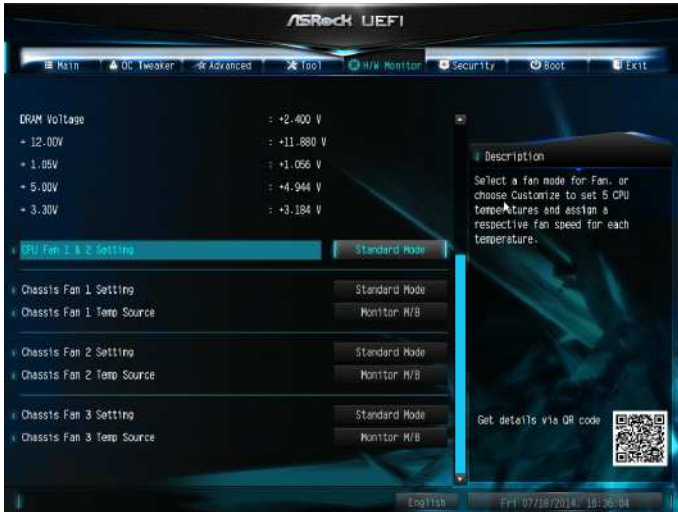 ASRock UEFI
Main OC Tweaker Advanced Tool H/W Monitor Security Boot Exit
DRAM Voltage : +2.400 V
+ 12.00V : +11.880 V
+ 1.05V : +1.056 V
+ 5.00V : +4.944 V
+ 3.30V : +3.184 V
CPU Fan 1 & 2 Setting Standard Mode
Chassis Fan 1 Setting Standard Mode
Chassis Fan 1 Temp Source Monitor M/B
Chassis Fan 2 Setting Standard Mode
Chassis Fan 2 Temp Source Monitor M/B
Chassis Fan 3 Setting Standard Mode
Chassis Fan 3 Temp Source Monitor M/B
Description
Select a fan mode for Fan. or
choose Customize to set 5 CPU
temperatures and assign a
respective fan speed for each
temperature.
Get details via QR code
English Fri 07/18/2014, 16:36:04